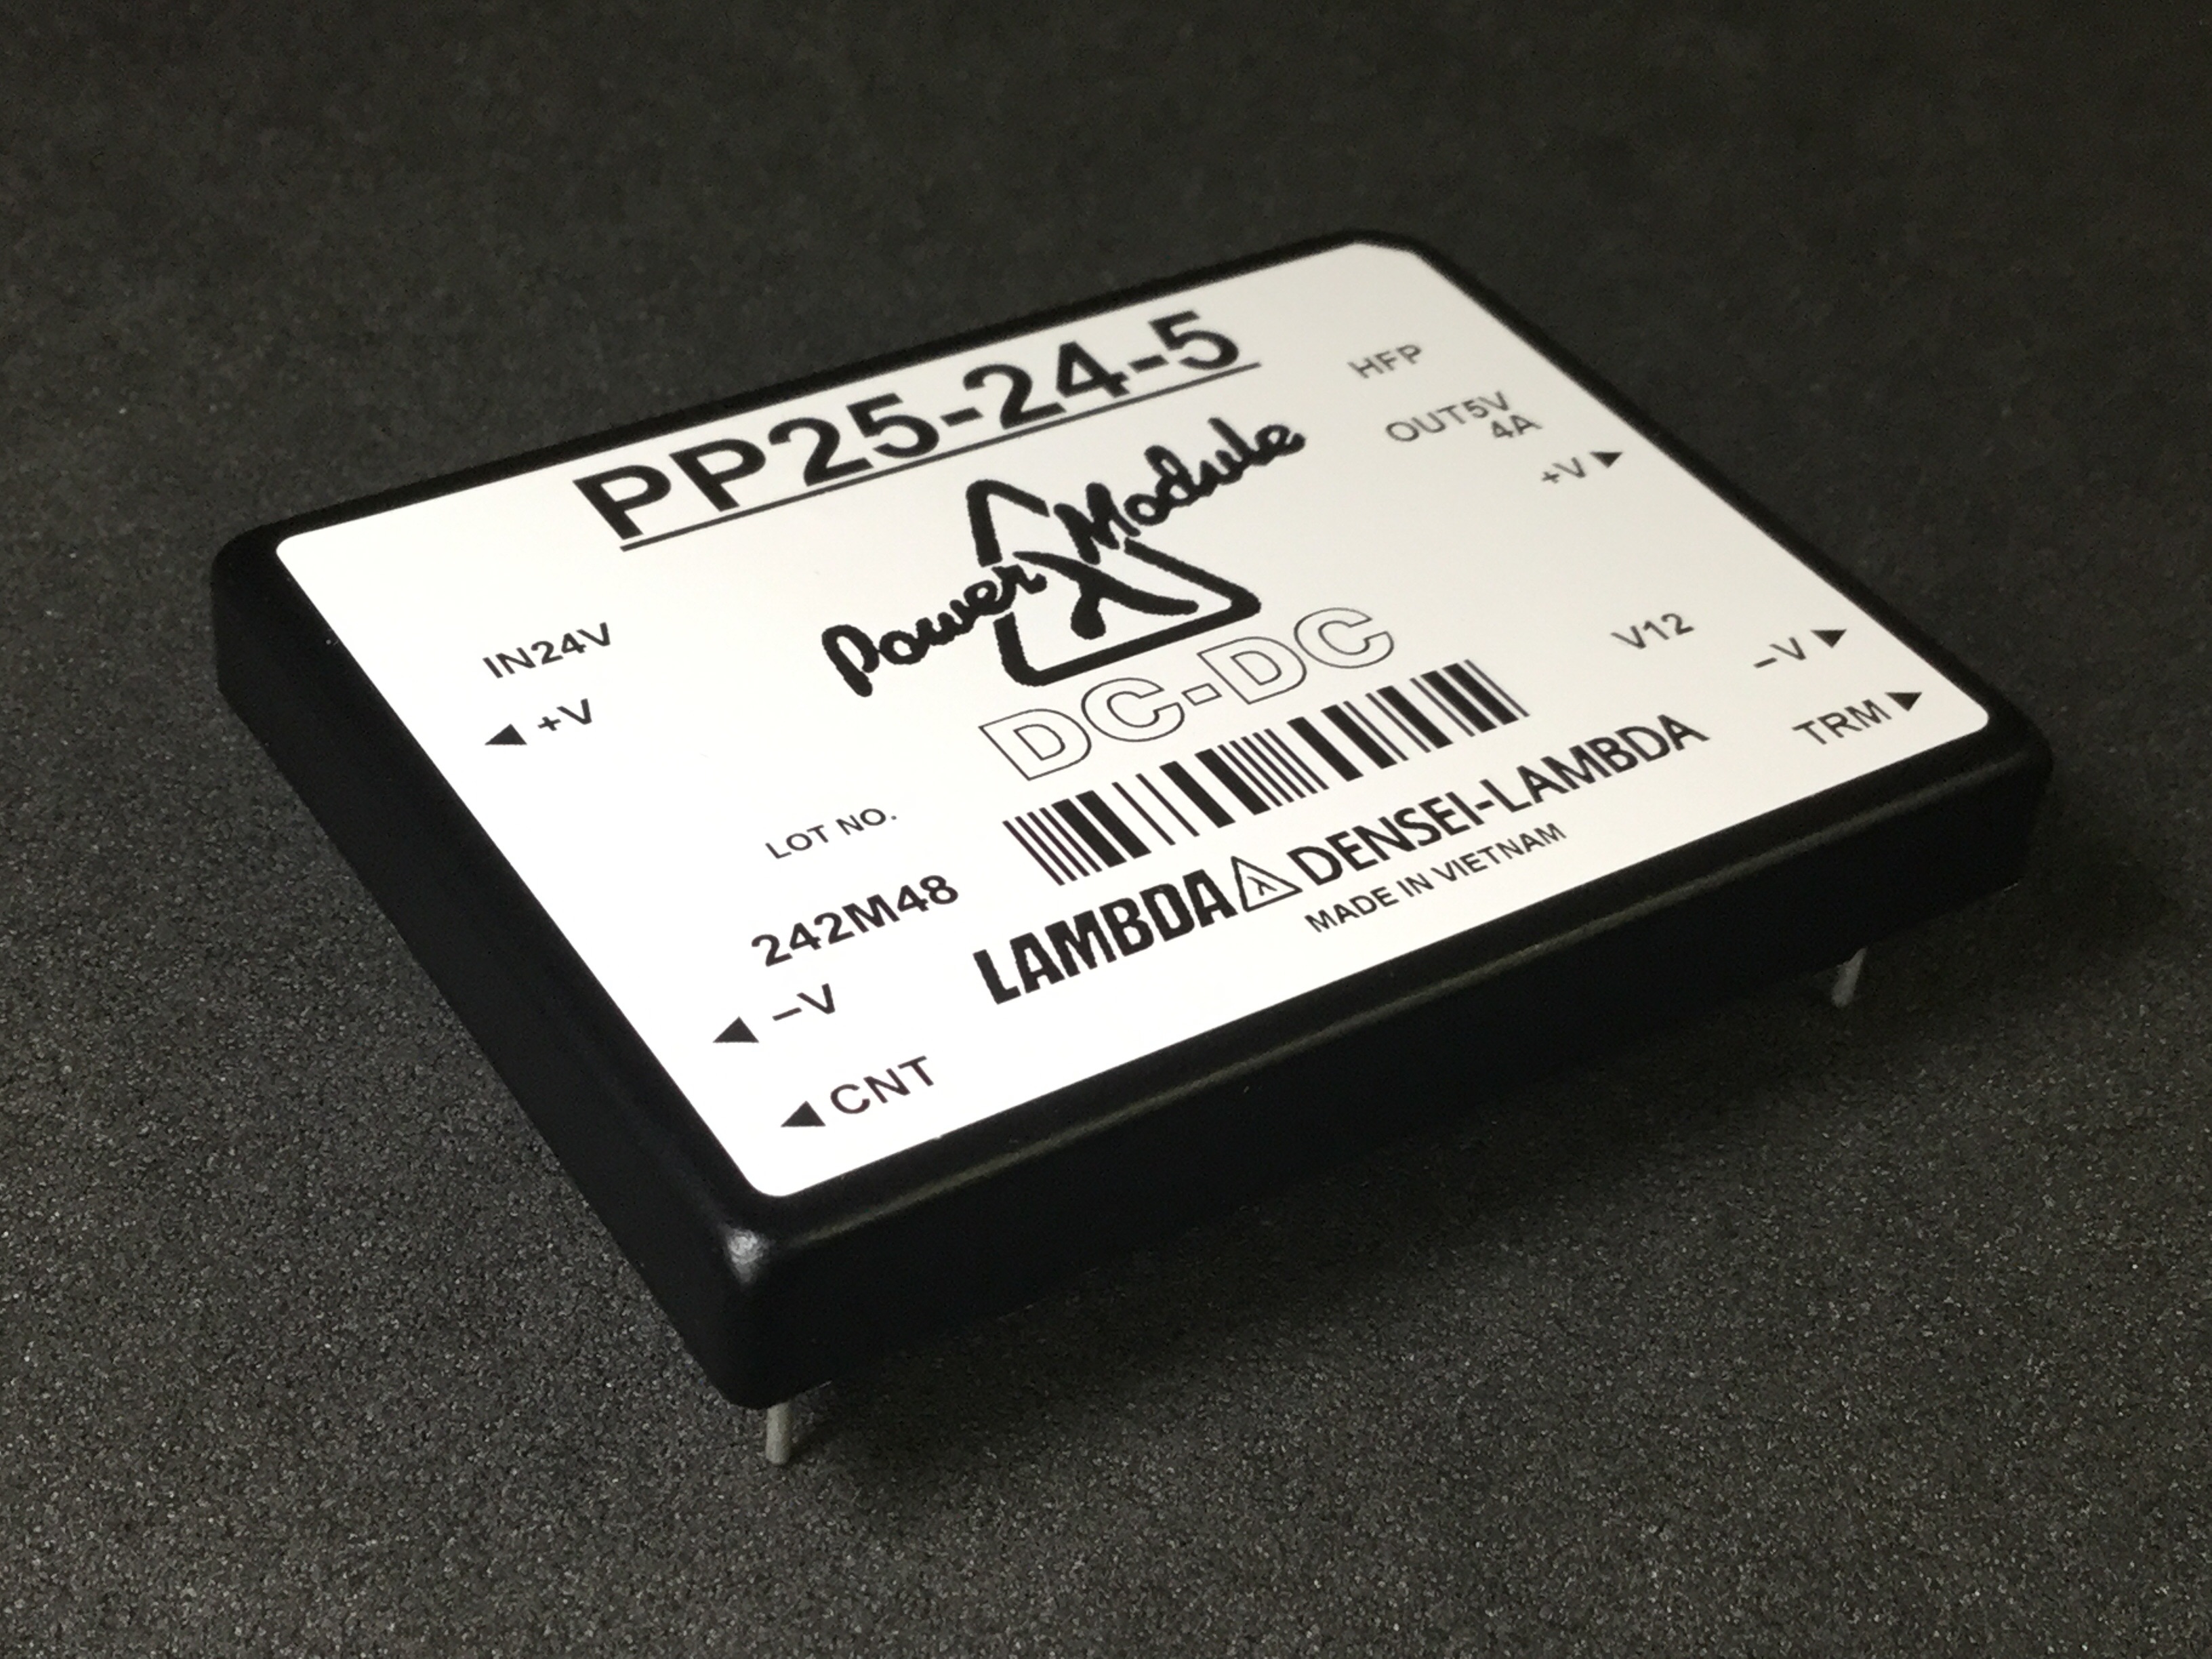 PP25-24-5
HFP
OUT5V
4A
+V ▶
Power Module
λ
IN24V
◀ +V
DC-DC
V12
−V ▶
TRM ▶
LOT NO.
242M48
LAMBDA λ DENSEI-LAMBDA
MADE IN VIETNAM
◀ −V
◀ CNT